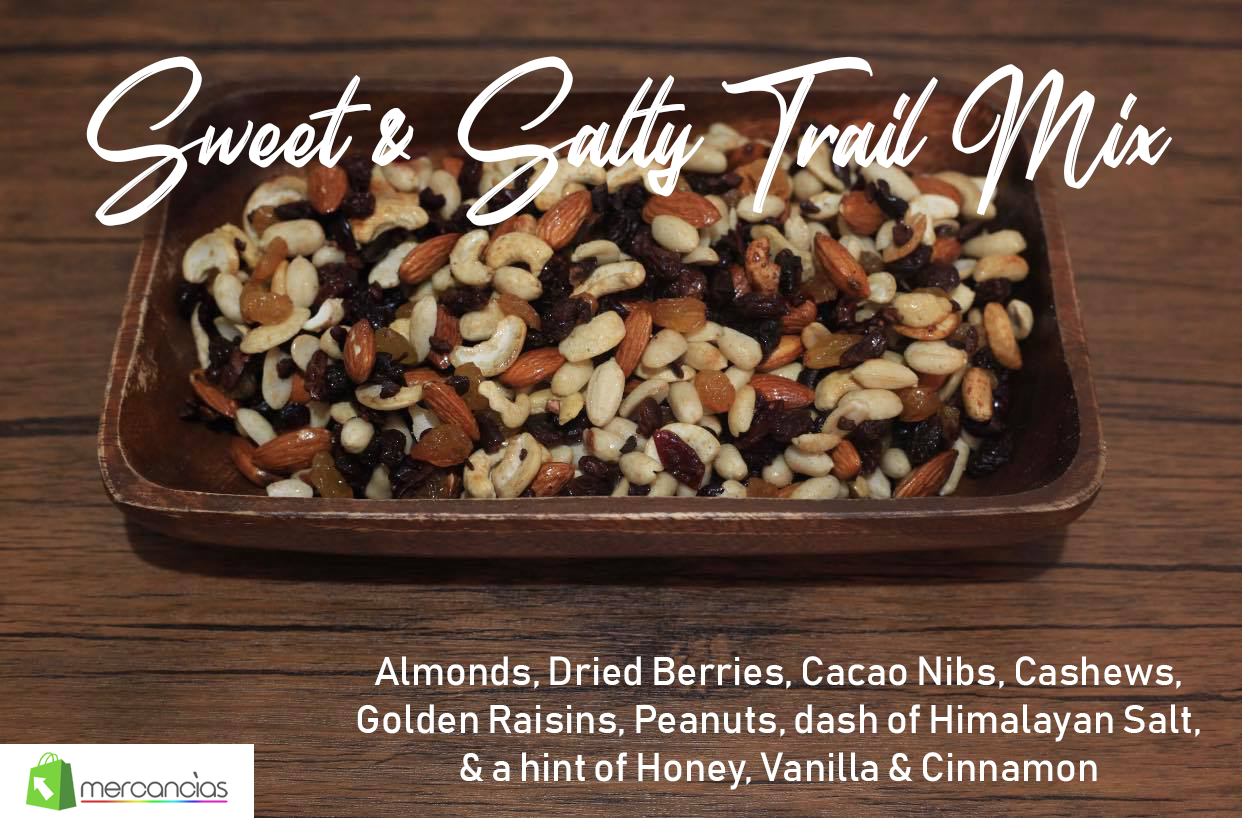 Sweet & Salty Trail Mix
Almonds, Dried Berries, Cacao Nibs, Cashews,
Golden Raisins, Peanuts, dash of Himalayan Salt,
& a hint of Honey, Vanilla & Cinnamon
mercancìas